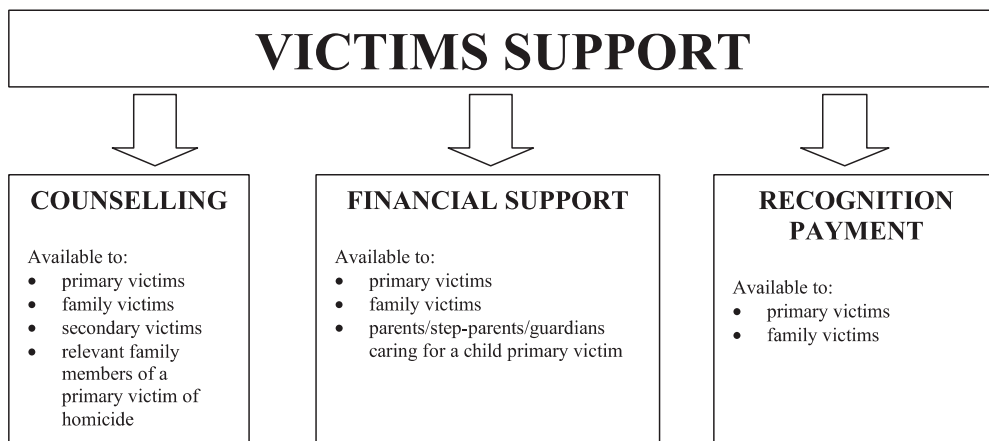 VICTIMS SUPPORT
COUNSELLING
Available to:
• primary victims
• family victims
• secondary victims
• relevant family
members of a
primary victim of
homicide
FINANCIAL SUPPORT
Available to:
• primary victims
• family victims
• parents/step-parents/guardians
caring for a child primary victim
RECOGNITION
PAYMENT
Available to:
• primary victims
• family victims